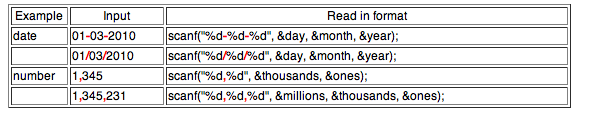 Example Input Read in format
date 01-03-2010 scanf("%d-%d-%d", &day, &month, &year);
01/03/2010 scanf("%d/%d/%d", &day, &month, &year);
number 1,345 scanf("%d,%d", &thousands, &ones);
1,345,231 scanf("%d,%d,%d", &millions, &thousands, &ones);